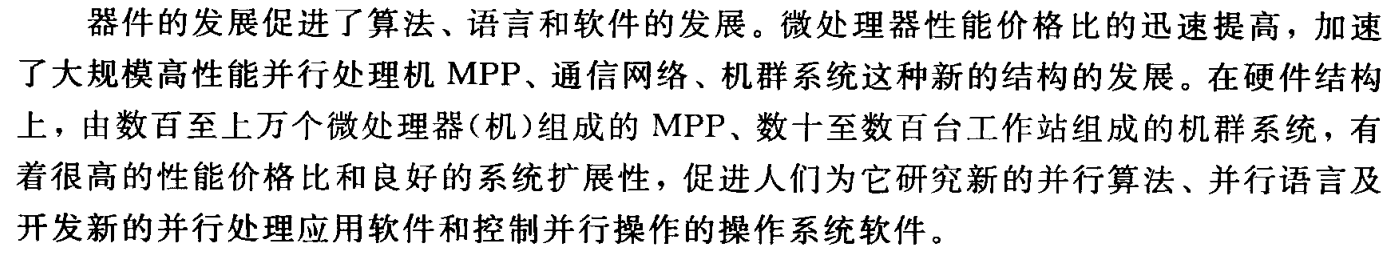 器件的发展促进了算法、语言和软件的发展。微处理器性能价格比的迅速提高，加速
了大规模高性能并行处理机 MPP、通信网络、机群系统这种新的结构的发展。在硬件结构
上，由数百至上万个微处理器(机)组成的 MPP、数十至数百台工作站组成的机群系统，有
着很高的性能价格比和良好的系统扩展性，促进人们为它研究新的并行算法、并行语言及
开发新的并行处理应用软件和控制并行操作的操作系统软件。